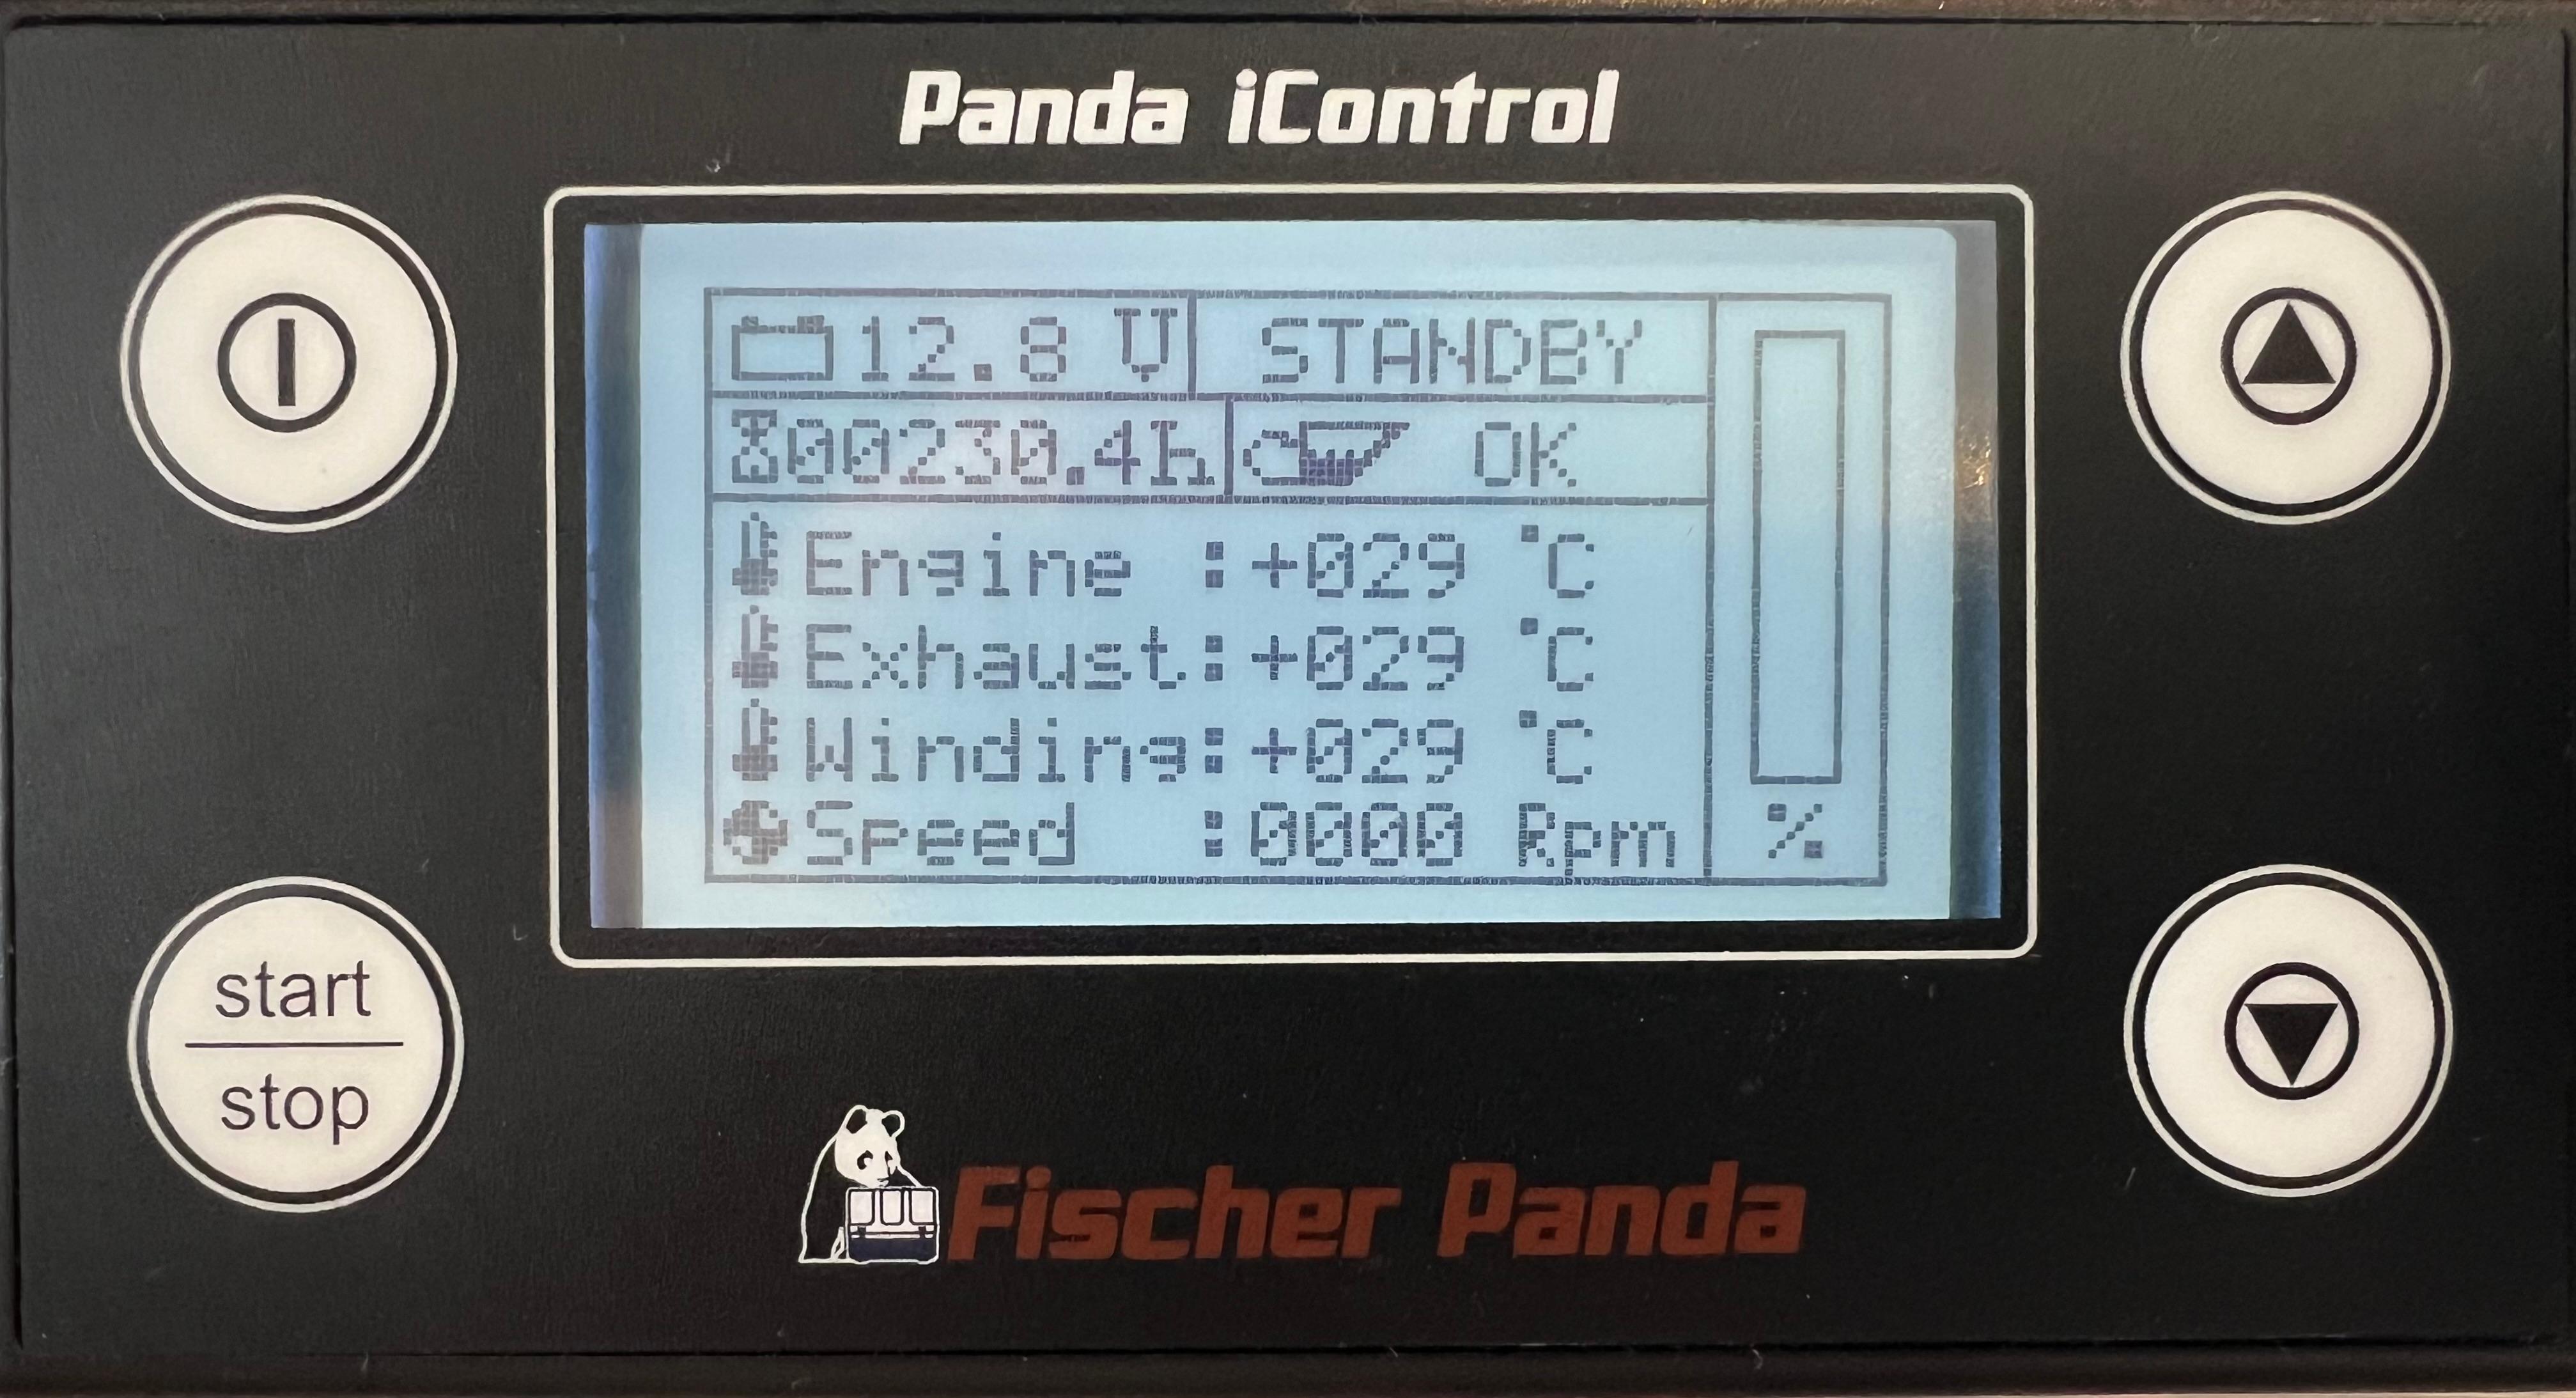 Panda iControl
12.8 V STANDBY
00230.4h OK
Engine :+029 °C
Exhaust:+029 °C
Winding:+029 °C
Speed :0000 Rpm
%
start
stop
Fischer Panda